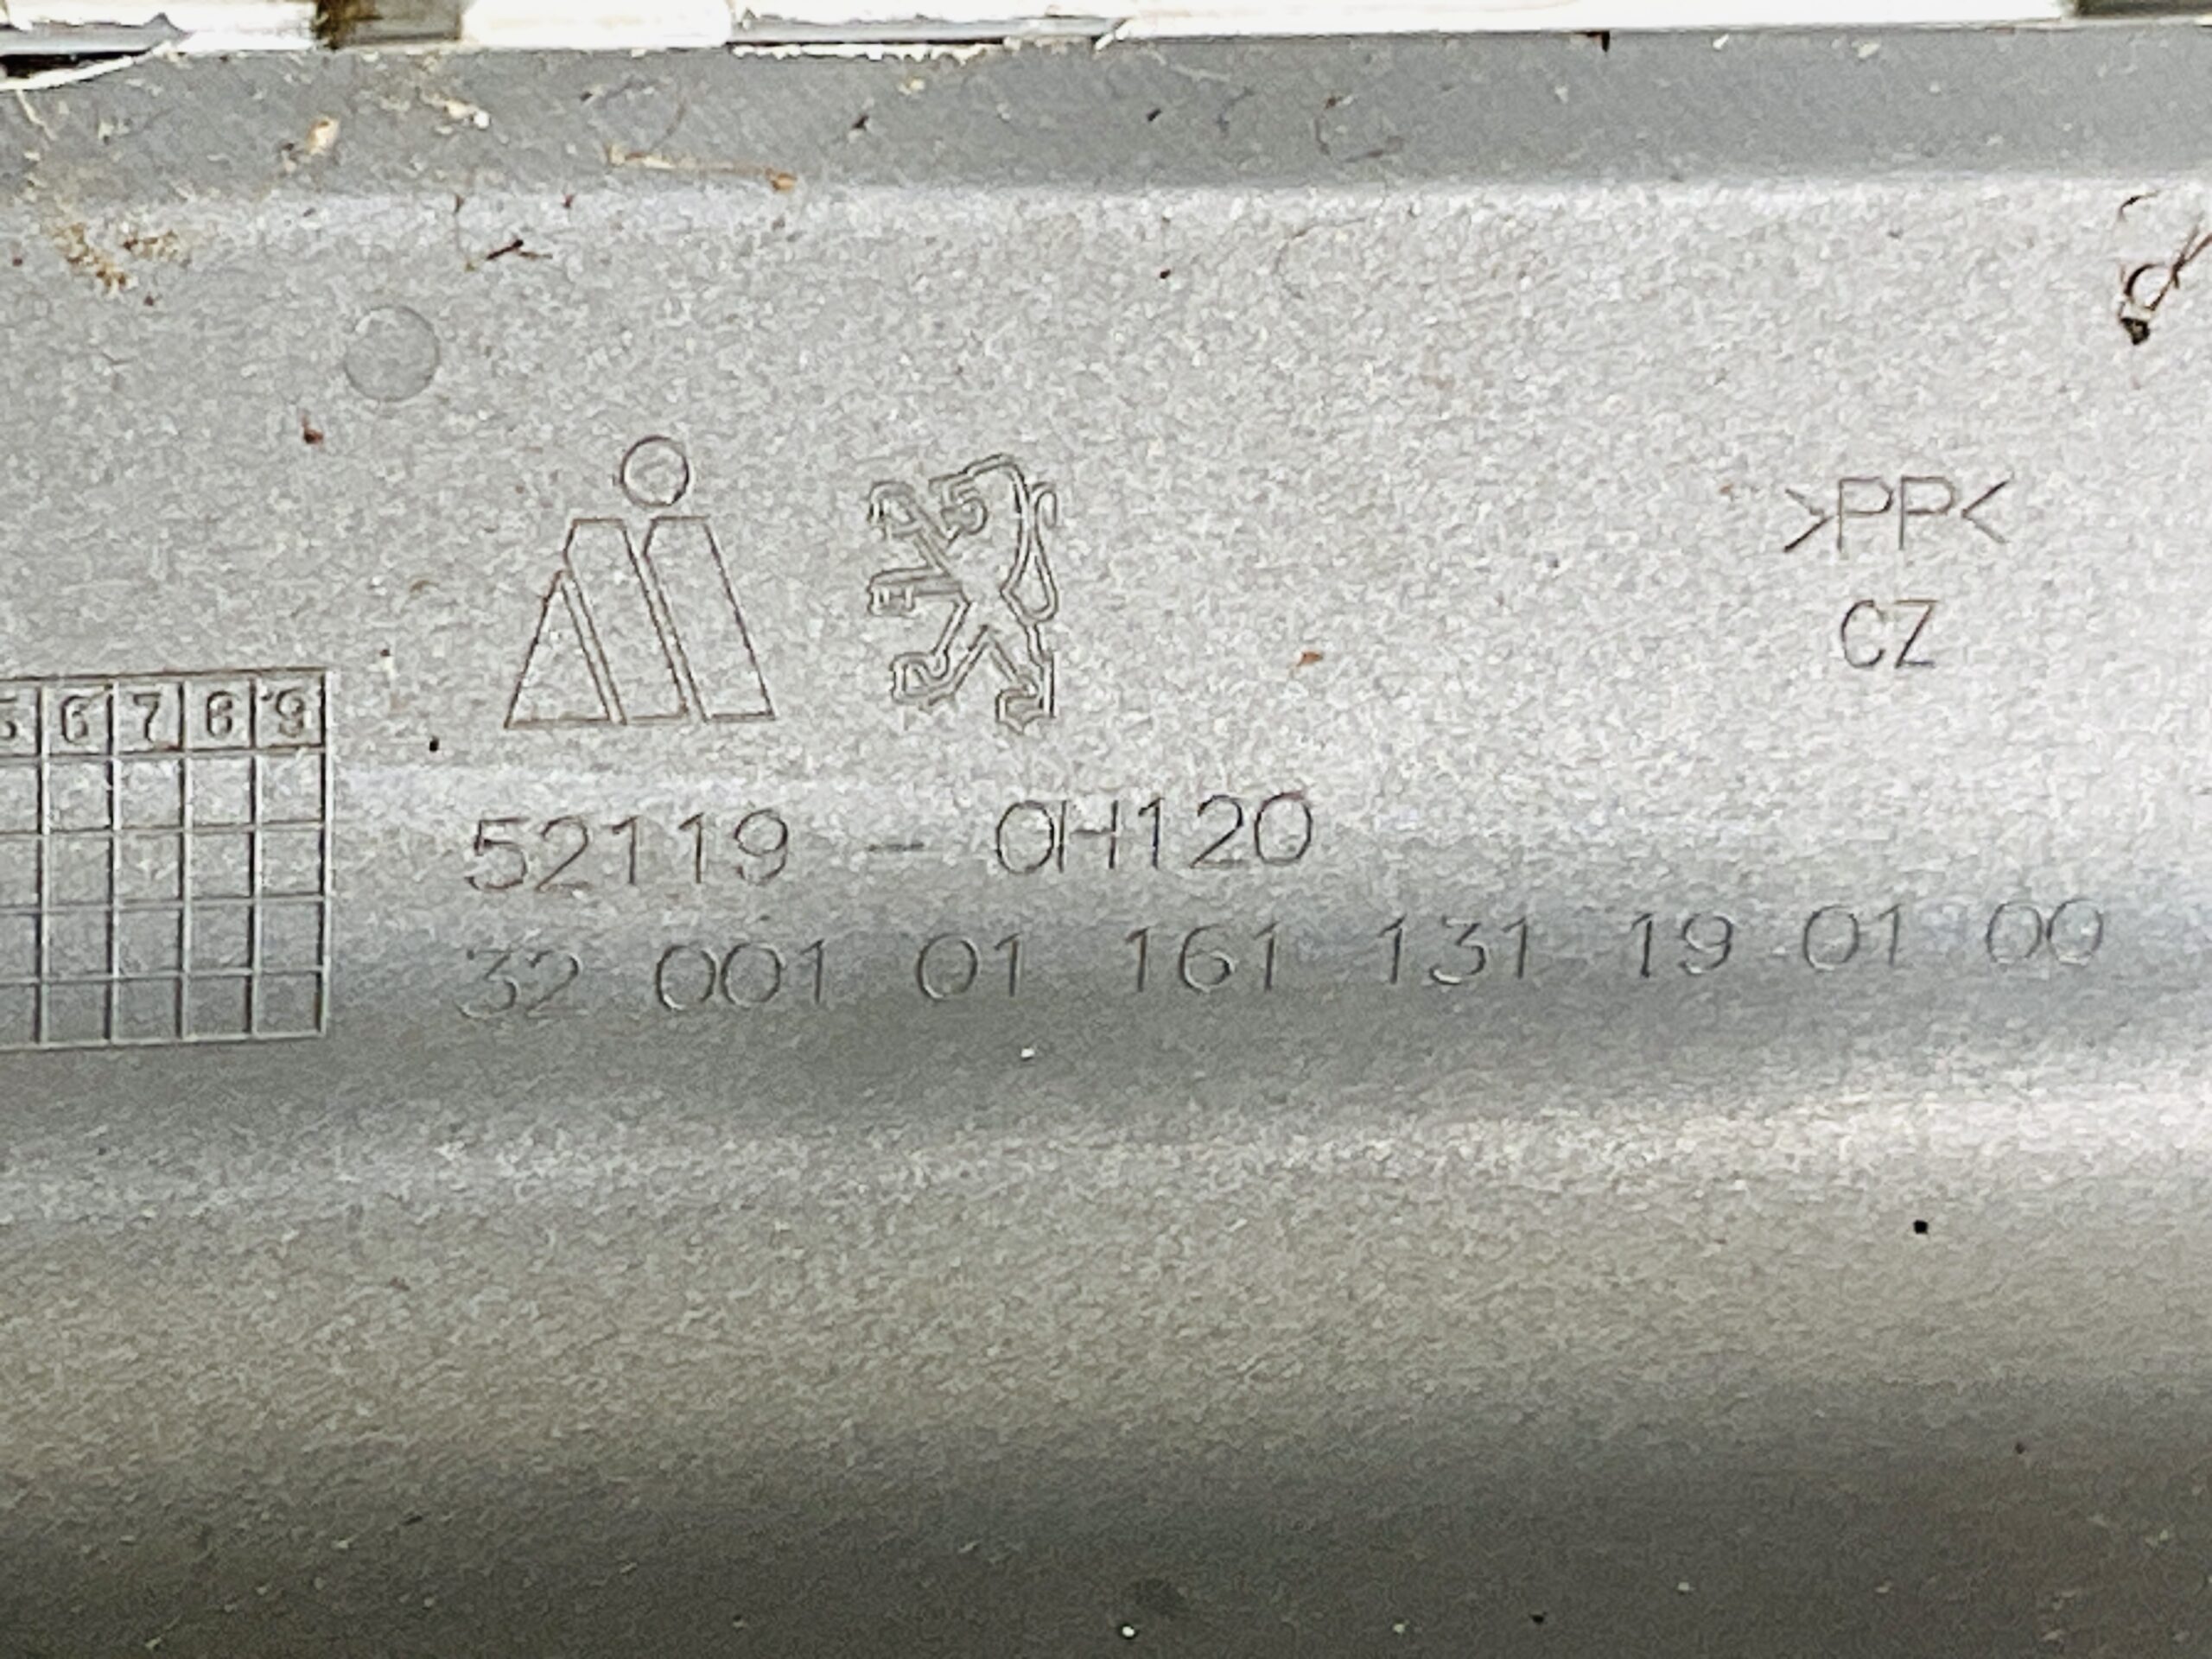 >PP<
CZ
5 6 7 8 9
52119 - 0H120
32 001 01 161 131 19 01 00